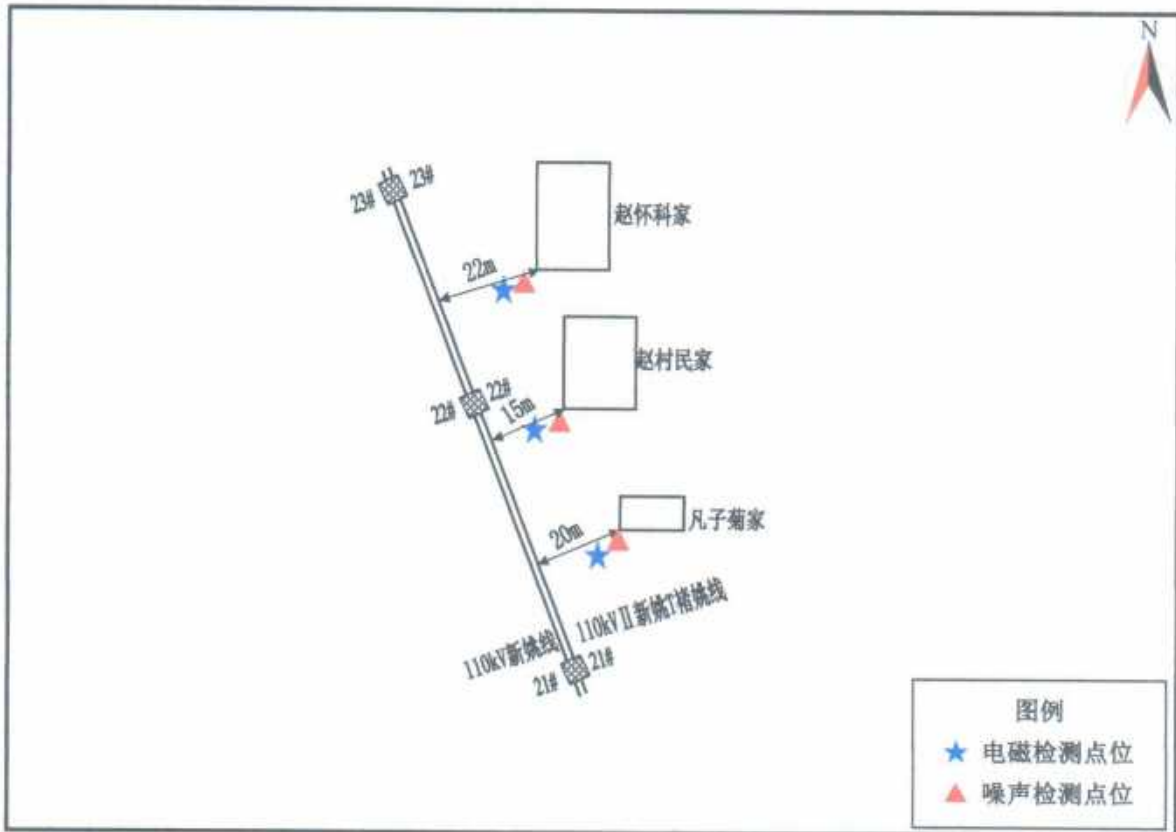 N
23#
23#
赵怀科家
22m
赵村民家
22#
22#
15m
凡子菊家
20m
110kV新姚线
110kVⅡ新姚T褚姚线
21#
21#
图例
电磁检测点位
噪声检测点位